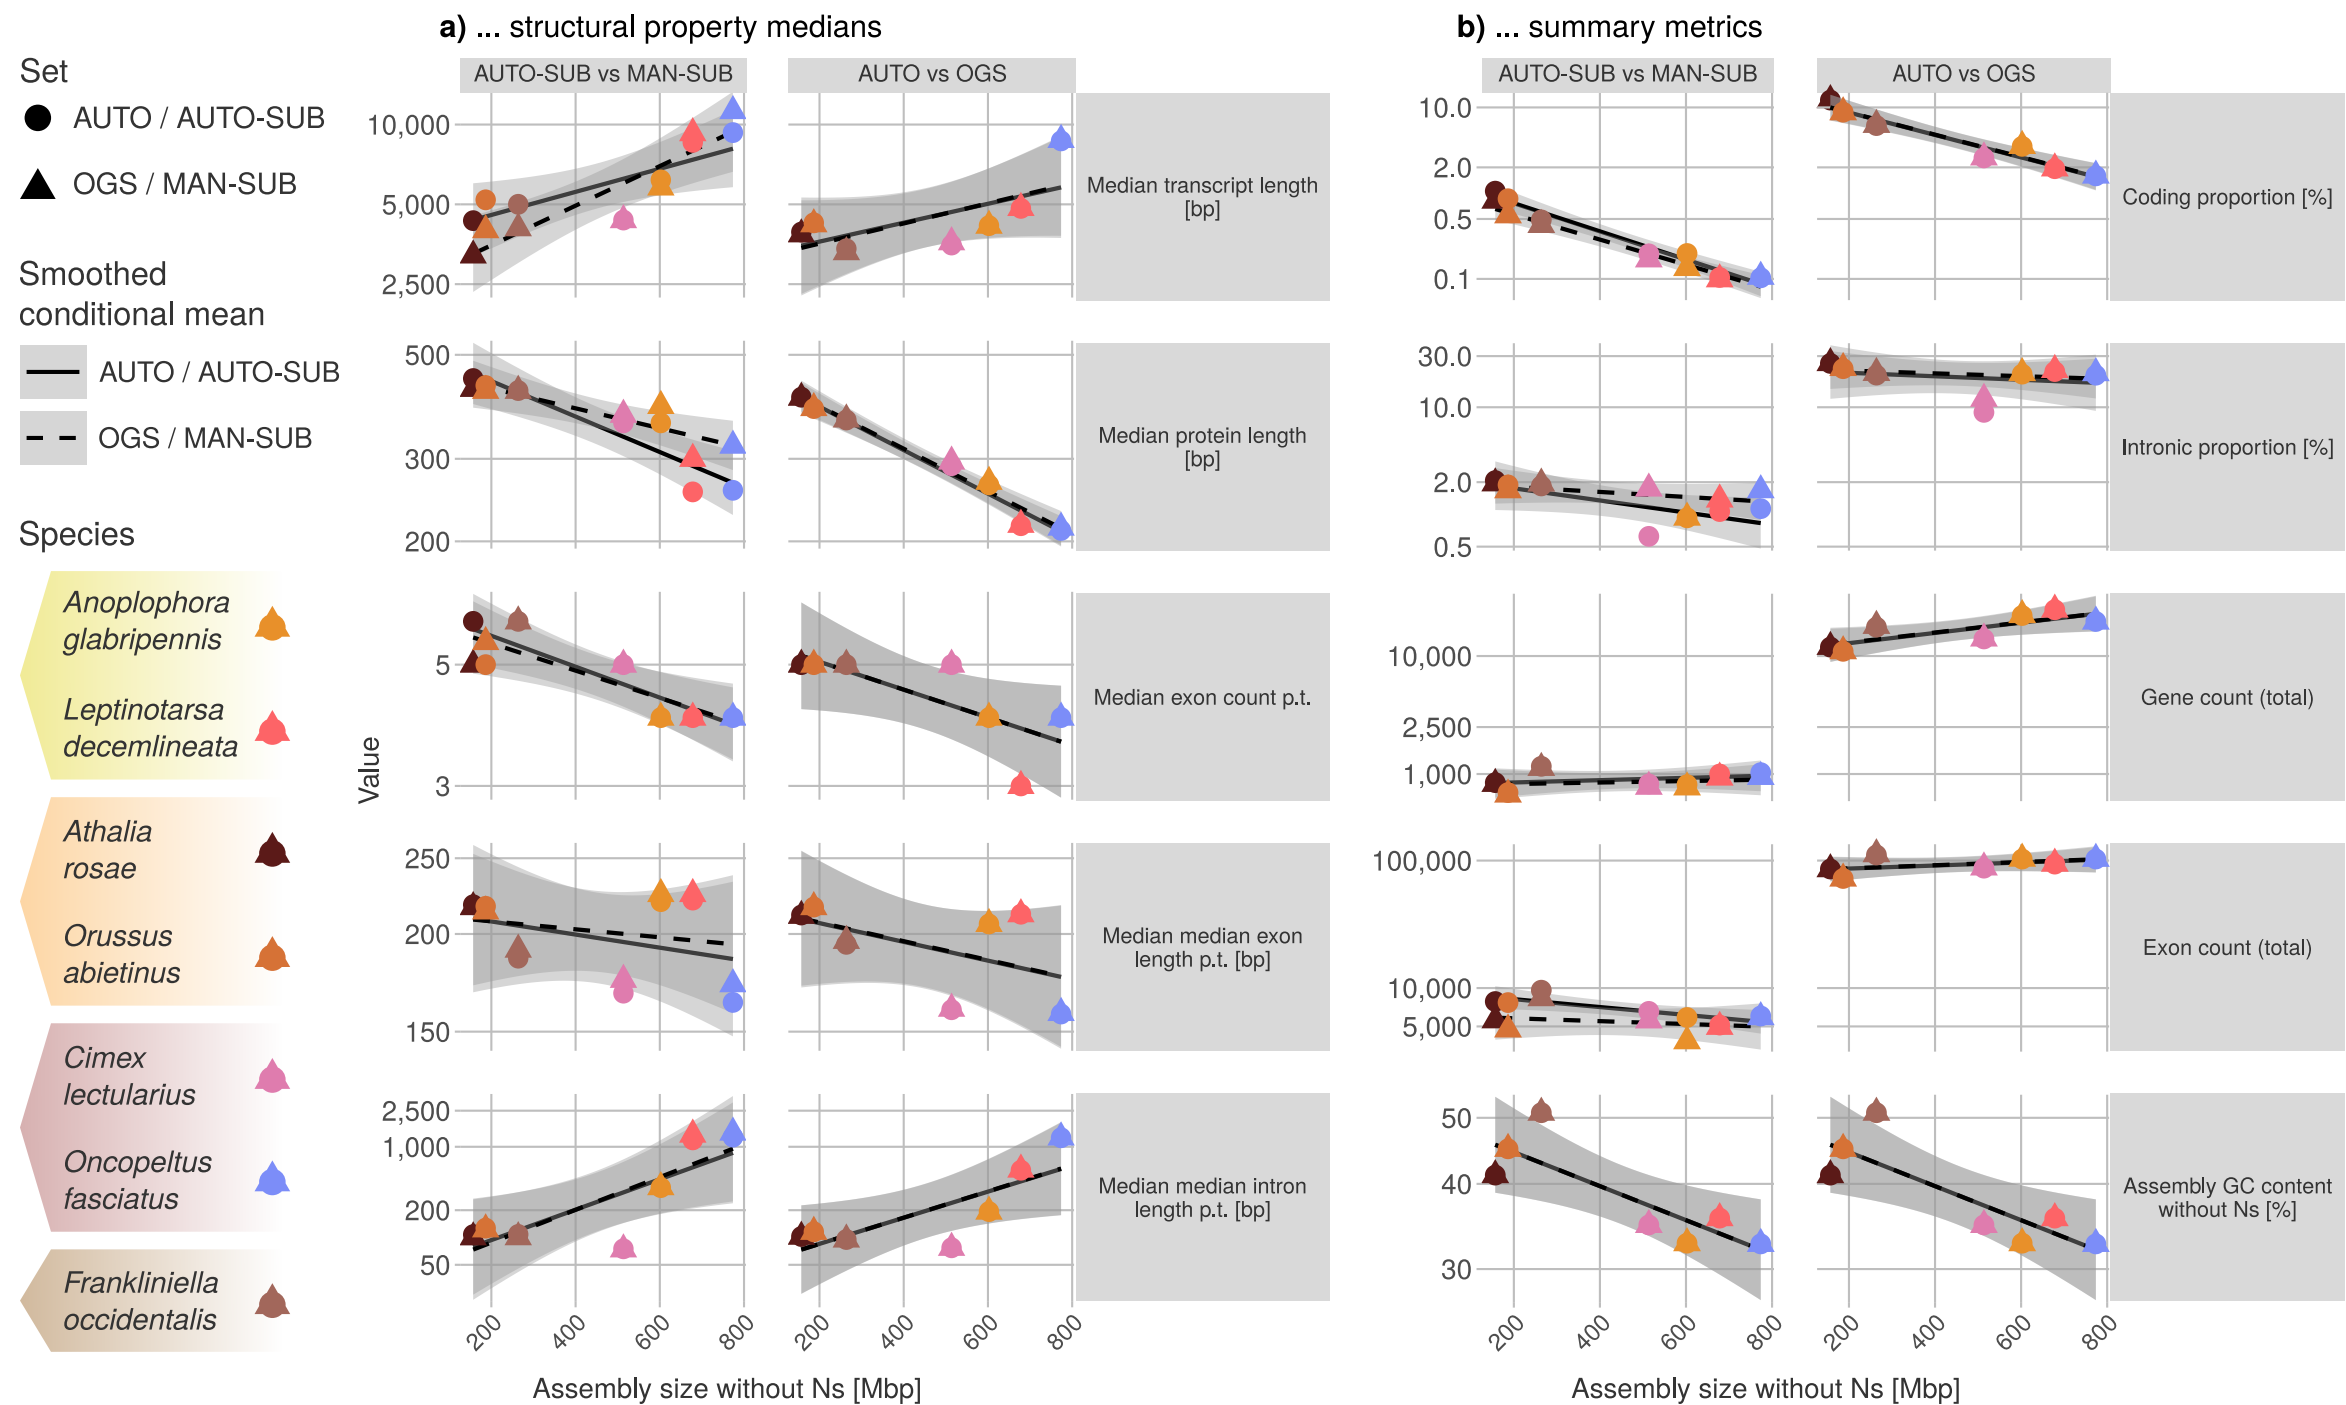 a) ... structural property medians
b) ... summary metrics
Set
AUTO / AUTO-SUB
OGS / MAN-SUB
Smoothed
conditional mean
AUTO / AUTO-SUB
OGS / MAN-SUB
Species
Anoplophora
glabripennis
Leptinotarsa
decemlineata
Athalia
rosae
Orussus
abietinus
Cimex
lectularius
Oncopeltus
fasciatus
Frankliniella
occidentalis
Value
AUTO-SUB vs MAN-SUB
AUTO vs OGS
10,000
5,000
2,500
Median transcript length
[bp]
500
300
200
Median protein length
[bp]
5
3
Median exon count p.t.
250
200
150
Median median exon
length p.t. [bp]
2,500
1,000
200
50
Median median intron
length p.t. [bp]
200
400
600
800
200
400
600
800
Assembly size without Ns [Mbp]
AUTO-SUB vs MAN-SUB
AUTO vs OGS
10.0
2.0
0.5
0.1
Coding proportion [%]
30.0
10.0
2.0
0.5
Intronic proportion [%]
10,000
2,500
1,000
Gene count (total)
100,000
10,000
5,000
Exon count (total)
50
40
30
Assembly GC content
without Ns [%]
200
400
600
800
200
400
600
800
Assembly size without Ns [Mbp]